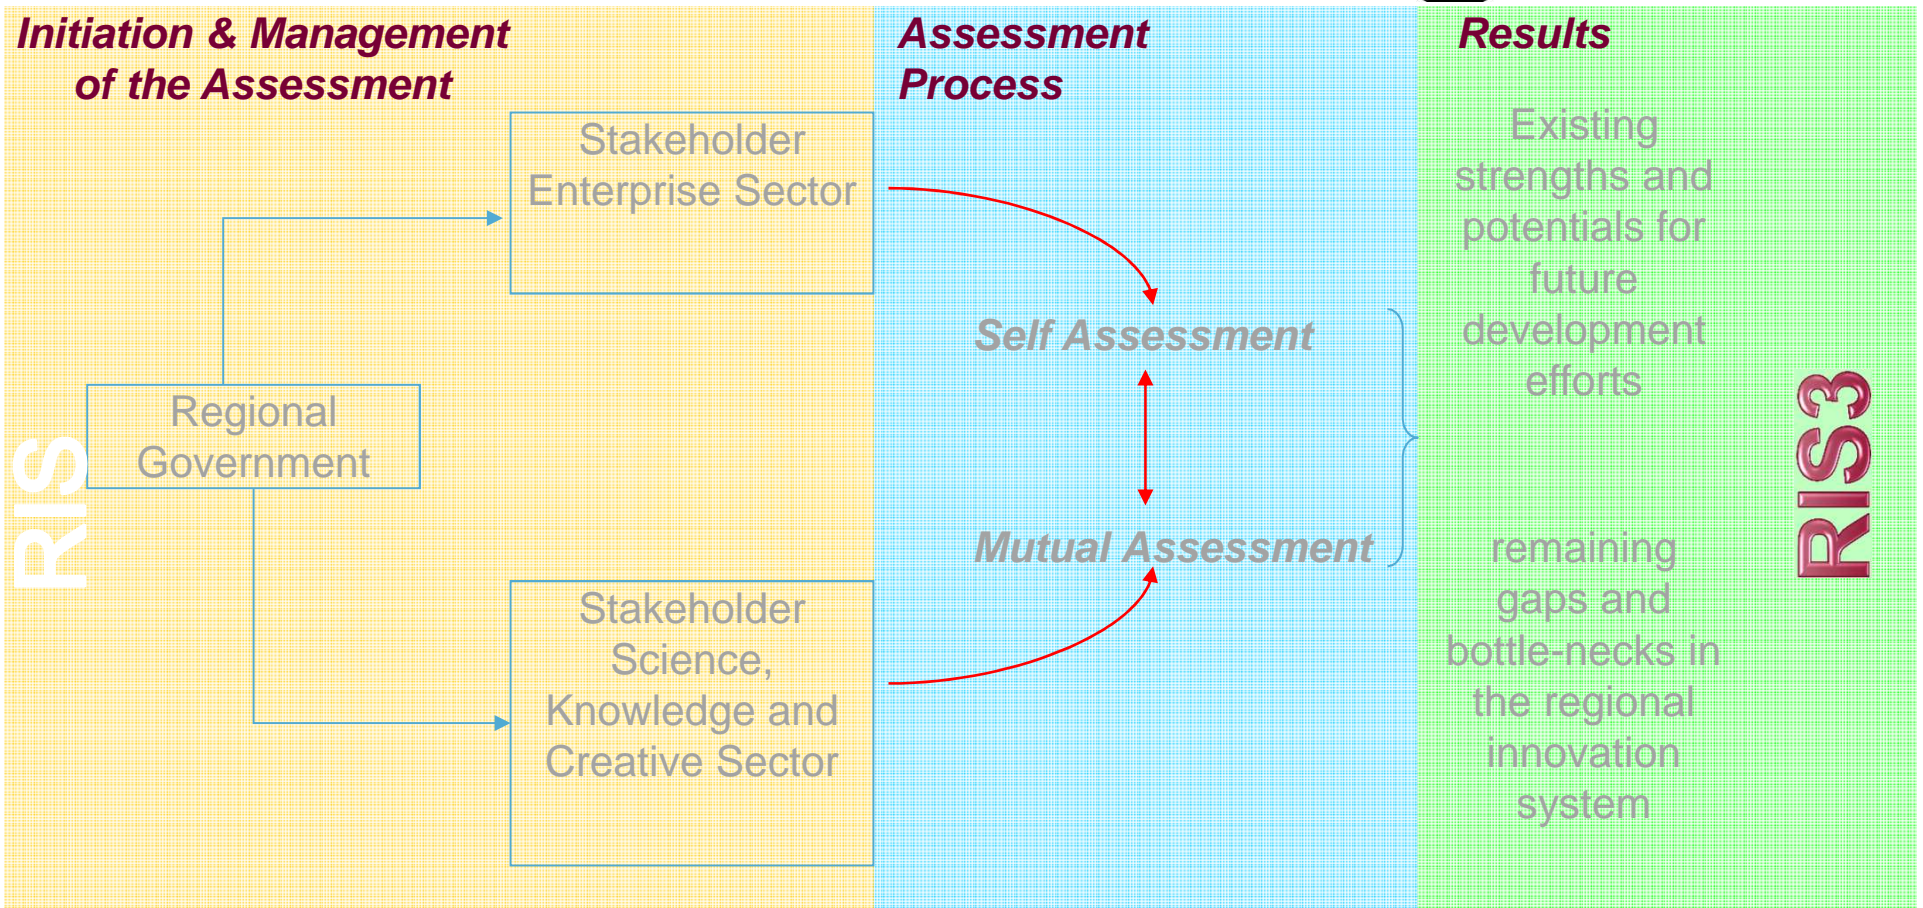 Initiation & Management
of the Assessment
Assessment
Process
Results
Stakeholder
Enterprise Sector
Regional
Government
RIS
Stakeholder
Science,
Knowledge and
Creative Sector
Self Assessment
Mutual Assessment
Existing
strengths and
potentials for
future
development
efforts
remaining
gaps and
bottle-necks in
the regional
innovation
system
RIS3